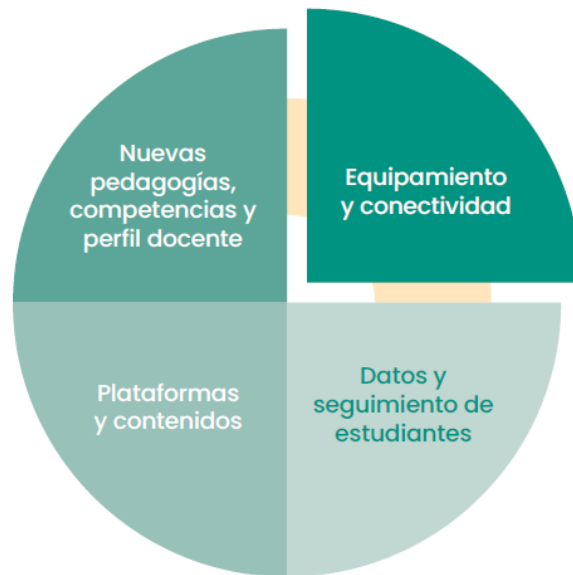 Nuevas
pedagogías,
competencias y
perfil docente
Equipamiento
y conectividad
Plataformas
y contenidos
Datos y
seguimiento de
estudiantes